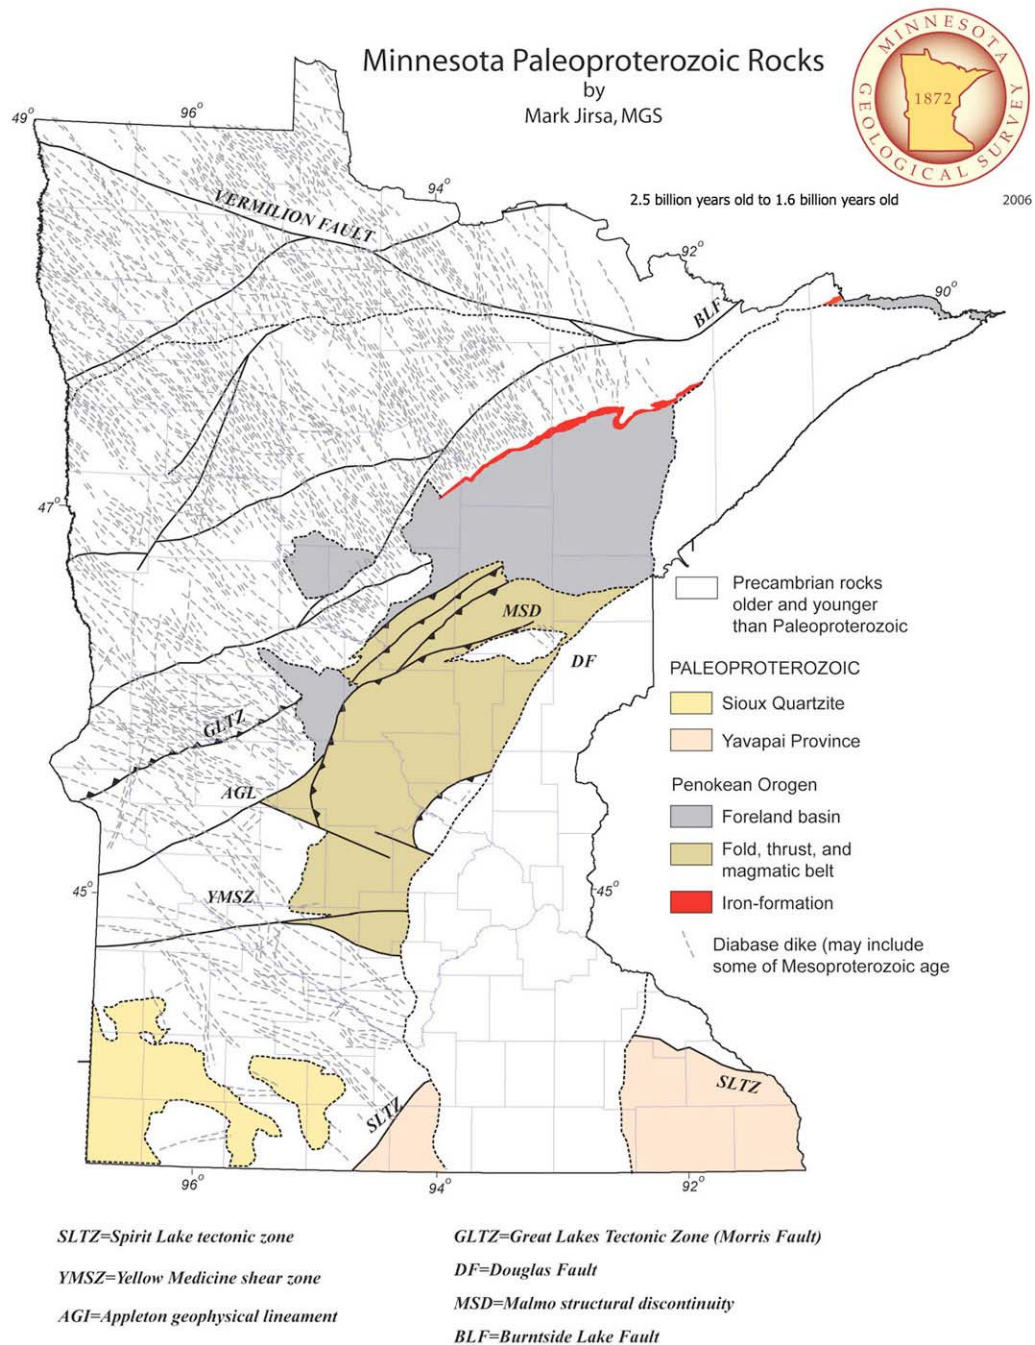 Minnesota Paleoproterozoic Rocks
by
Mark Jirsa, MGS
MINNESOTA
GEOLOGICAL SURVEY
1872
2.5 billion years old to 1.6 billion years old
2006
49°
96°
94°
92°
90°
VERMILION FAULT
BLF
47°
MSD
DF
GLTZ
AGL
YMSZ
45°
45°
SLTZ
SLTZ
96°
94°
92°
Precambrian rocks
older and younger
than Paleoproterozoic
PALEOPROTEROZOIC
Sioux Quartzite
Yavapai Province
Penokean Orogen
Foreland basin
Fold, thrust, and
magmatic belt
Iron-formation
Diabase dike (may include
some of Mesoproterozoic age
SLTZ=Spirit Lake tectonic zone
YMSZ=Yellow Medicine shear zone
AGI=Appleton geophysical lineament
GLTZ=Great Lakes Tectonic Zone (Morris Fault)
DF=Douglas Fault
MSD=Malmo structural discontinuity
BLF=Burntside Lake Fault